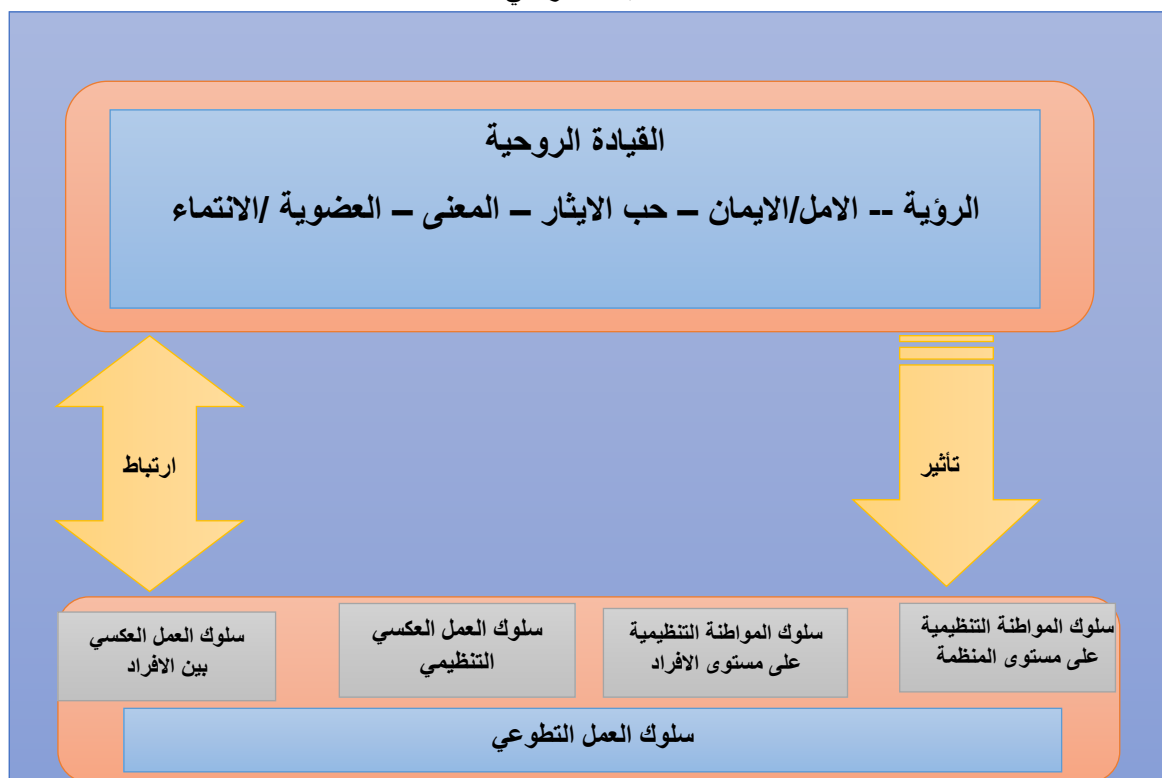 القيادة الروحية
الرؤية -- الامل/الايمان – حب الايثار – المعنى – العضوية /الانتماء
تأثير
ارتباط
سلوك المواطنة التنظيمية
على مستوى المنظمة
سلوك المواطنة التنظيمية
على مستوى الافراد
سلوك العمل العكسي
التنظيمي
سلوك العمل العكسي
بين الافراد
سلوك العمل التطوعي